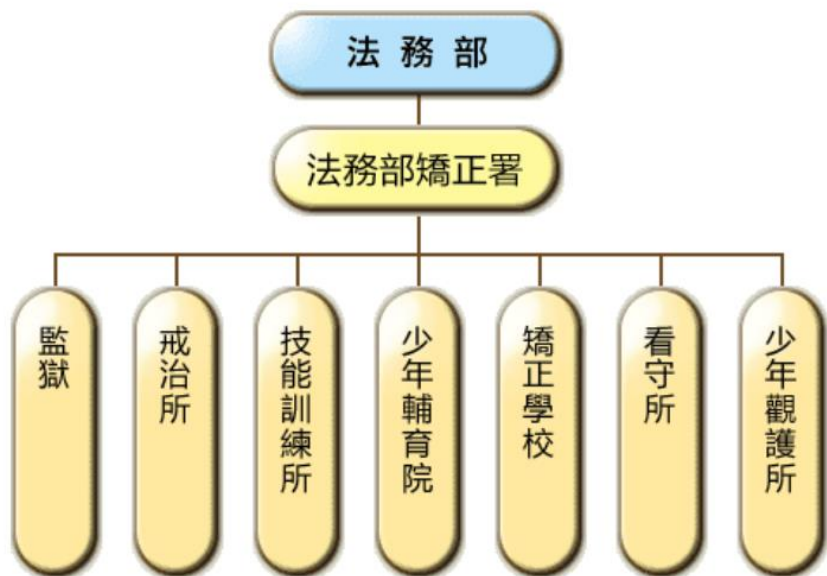 法務部
法務部矯正署
監獄
戒治所
技能訓練所
少年輔育院
矯正學校
看守所
少年觀護所